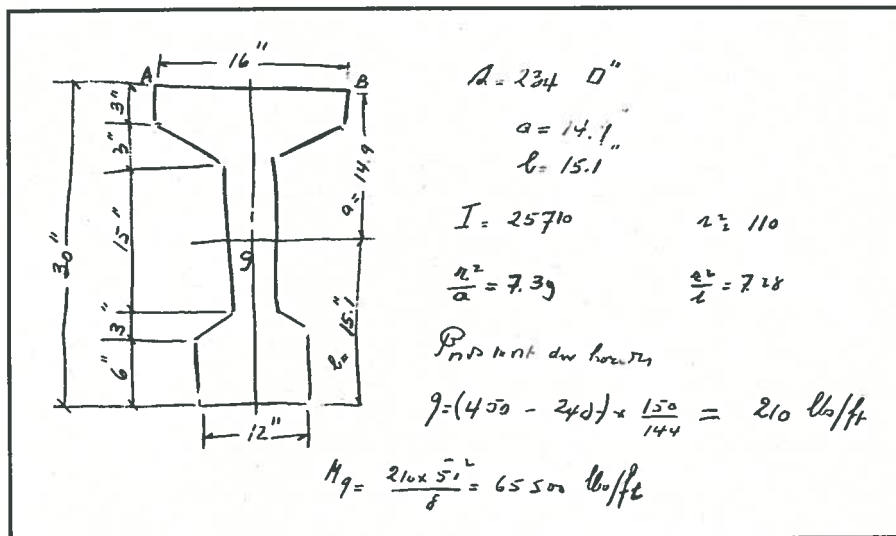 16"
A B
3"
3"
15"
3"
6"
30"
a= 14.9
b= 15.1"
g
12"
A = 234 □"
a = 14.9"
b = 15.1"
I = 25710 r² = 110
r²/a = 7.39 r²/b = 7.28
g = (450 - 240) × 150/144 = 210 lbs/ft
Mg = 210 × 50²/8 = 65500 lbs/ft